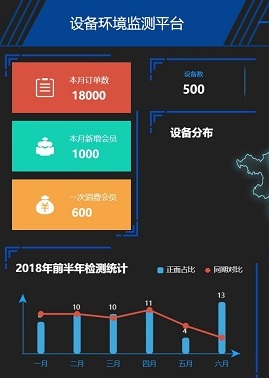 设备环境监测平台
本月订单数
18000
设备数
500
本月新增会员
1000
设备分布
一次消费会员
600
2018年前半年检测统计
正面占比 同期对比
10 10 11 4 13
一月 二月 三月 四月 五月 六月